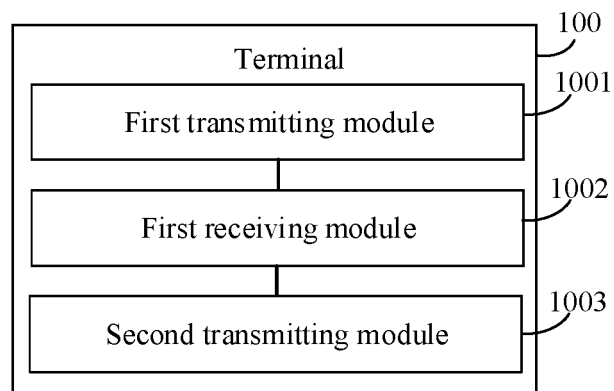 100
Terminal
1001
First transmitting module
1002
First receiving module
1003
Second transmitting module